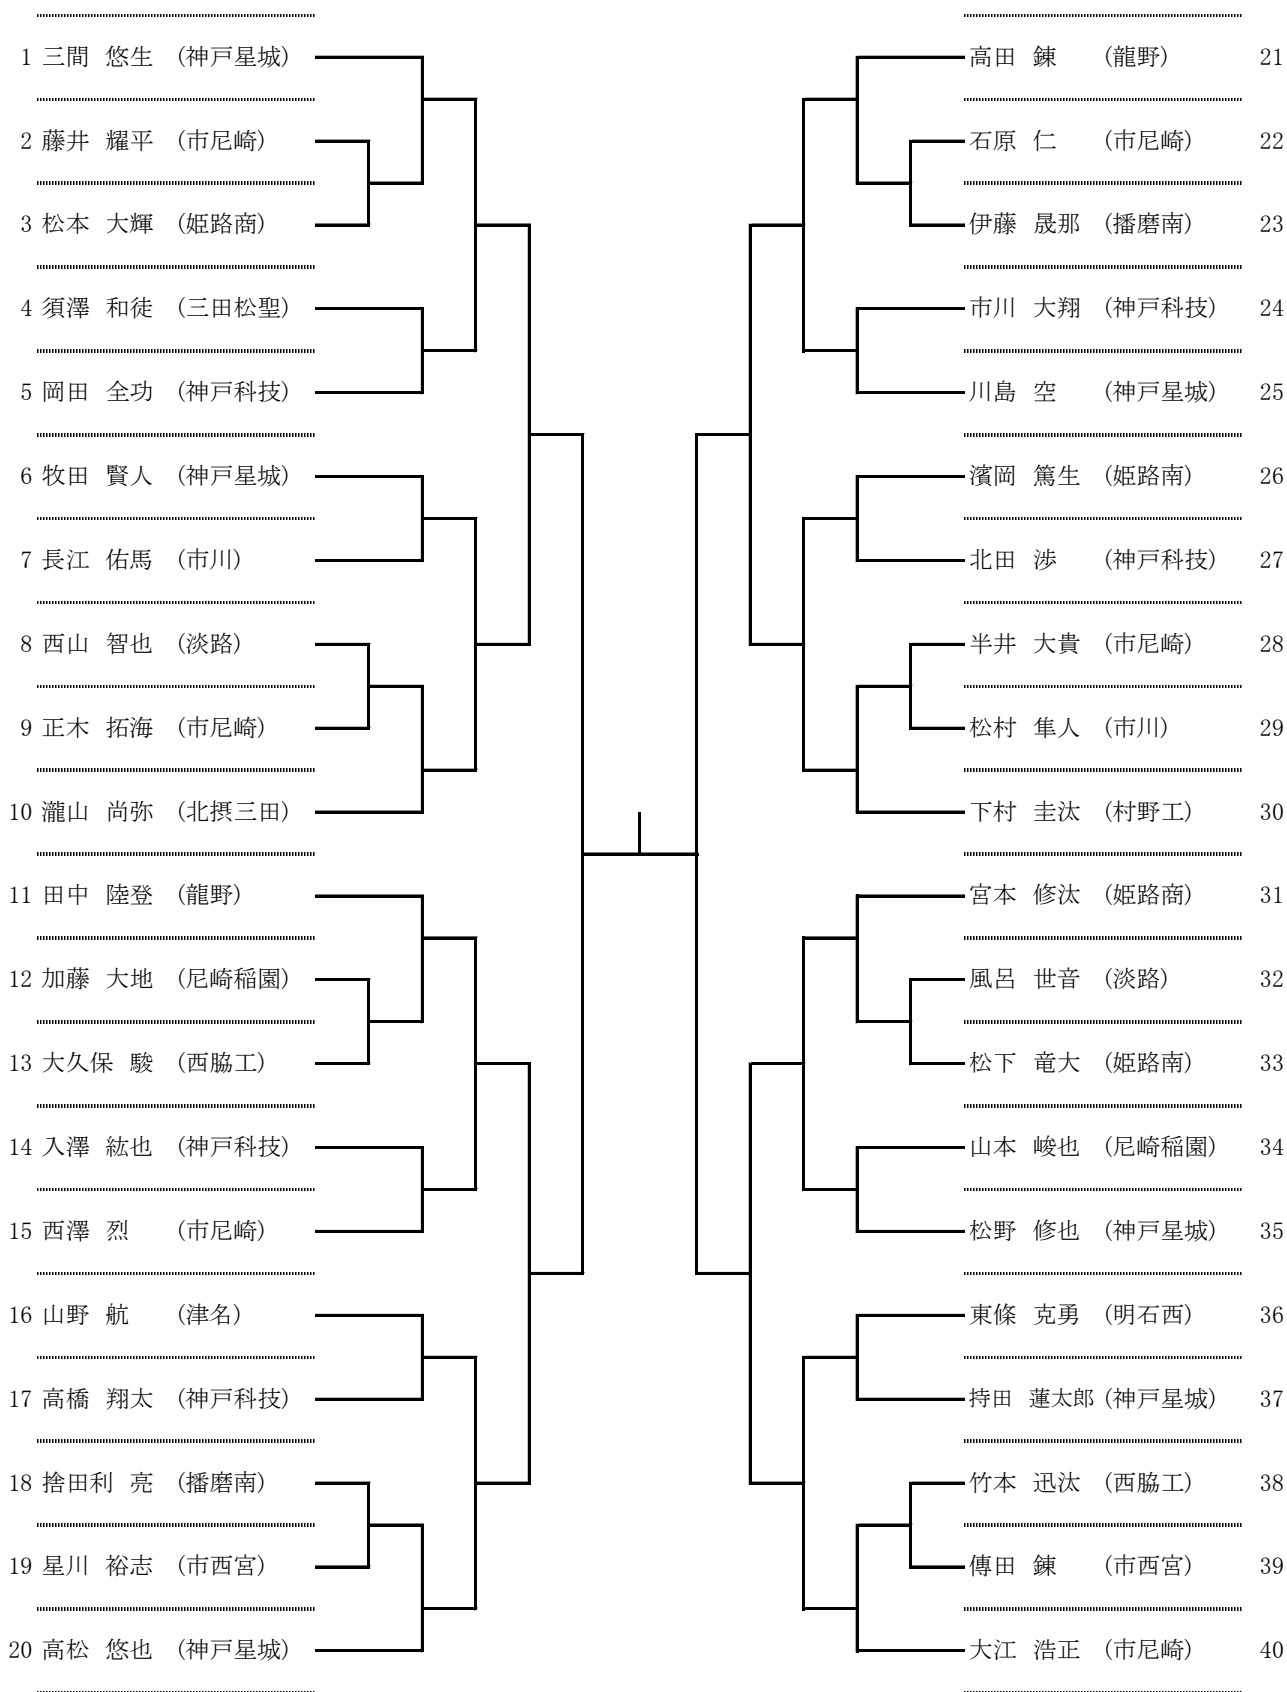 1 三間 悠生 (神戸星城)
2 藤井 耀平 (市尼崎)
3 松本 大輝 (姫路商)
4 須澤 和徒 (三田松聖)
5 岡田 全功 (神戸科技)
6 牧田 賢人 (神戸星城)
7 長江 佑馬 (市川)
8 西山 智也 (淡路)
9 正木 拓海 (市尼崎)
10 瀧山 尚弥 (北摂三田)
11 田中 陸登 (龍野)
12 加藤 大地 (尼崎稲園)
13 大久保 駿 (西脇工)
14 入澤 紘也 (神戸科技)
15 西澤 烈 (市尼崎)
16 山野 航 (津名)
17 高橋 翔太 (神戸科技)
18 捨田利 亮 (播磨南)
19 星川 裕志 (市西宮)
20 高松 悠也 (神戸星城)
高田 錬 (龍野) 21
石原 仁 (市尼崎) 22
伊藤 晟那 (播磨南) 23
市川 大翔 (神戸科技) 24
川島 空 (神戸星城) 25
濱岡 篤生 (姫路南) 26
北田 渉 (神戸科技) 27
半井 大貴 (市尼崎) 28
松村 隼人 (市川) 29
下村 圭汰 (村野工) 30
宮本 修汰 (姫路商) 31
風呂 世音 (淡路) 32
松下 竜大 (姫路南) 33
山本 峻也 (尼崎稲園) 34
松野 修也 (神戸星城) 35
東條 克勇 (明石西) 36
持田 蓮太郎 (神戸星城) 37
竹本 迅汰 (西脇工) 38
傳田 錬 (市西宮) 39
大江 浩正 (市尼崎) 40